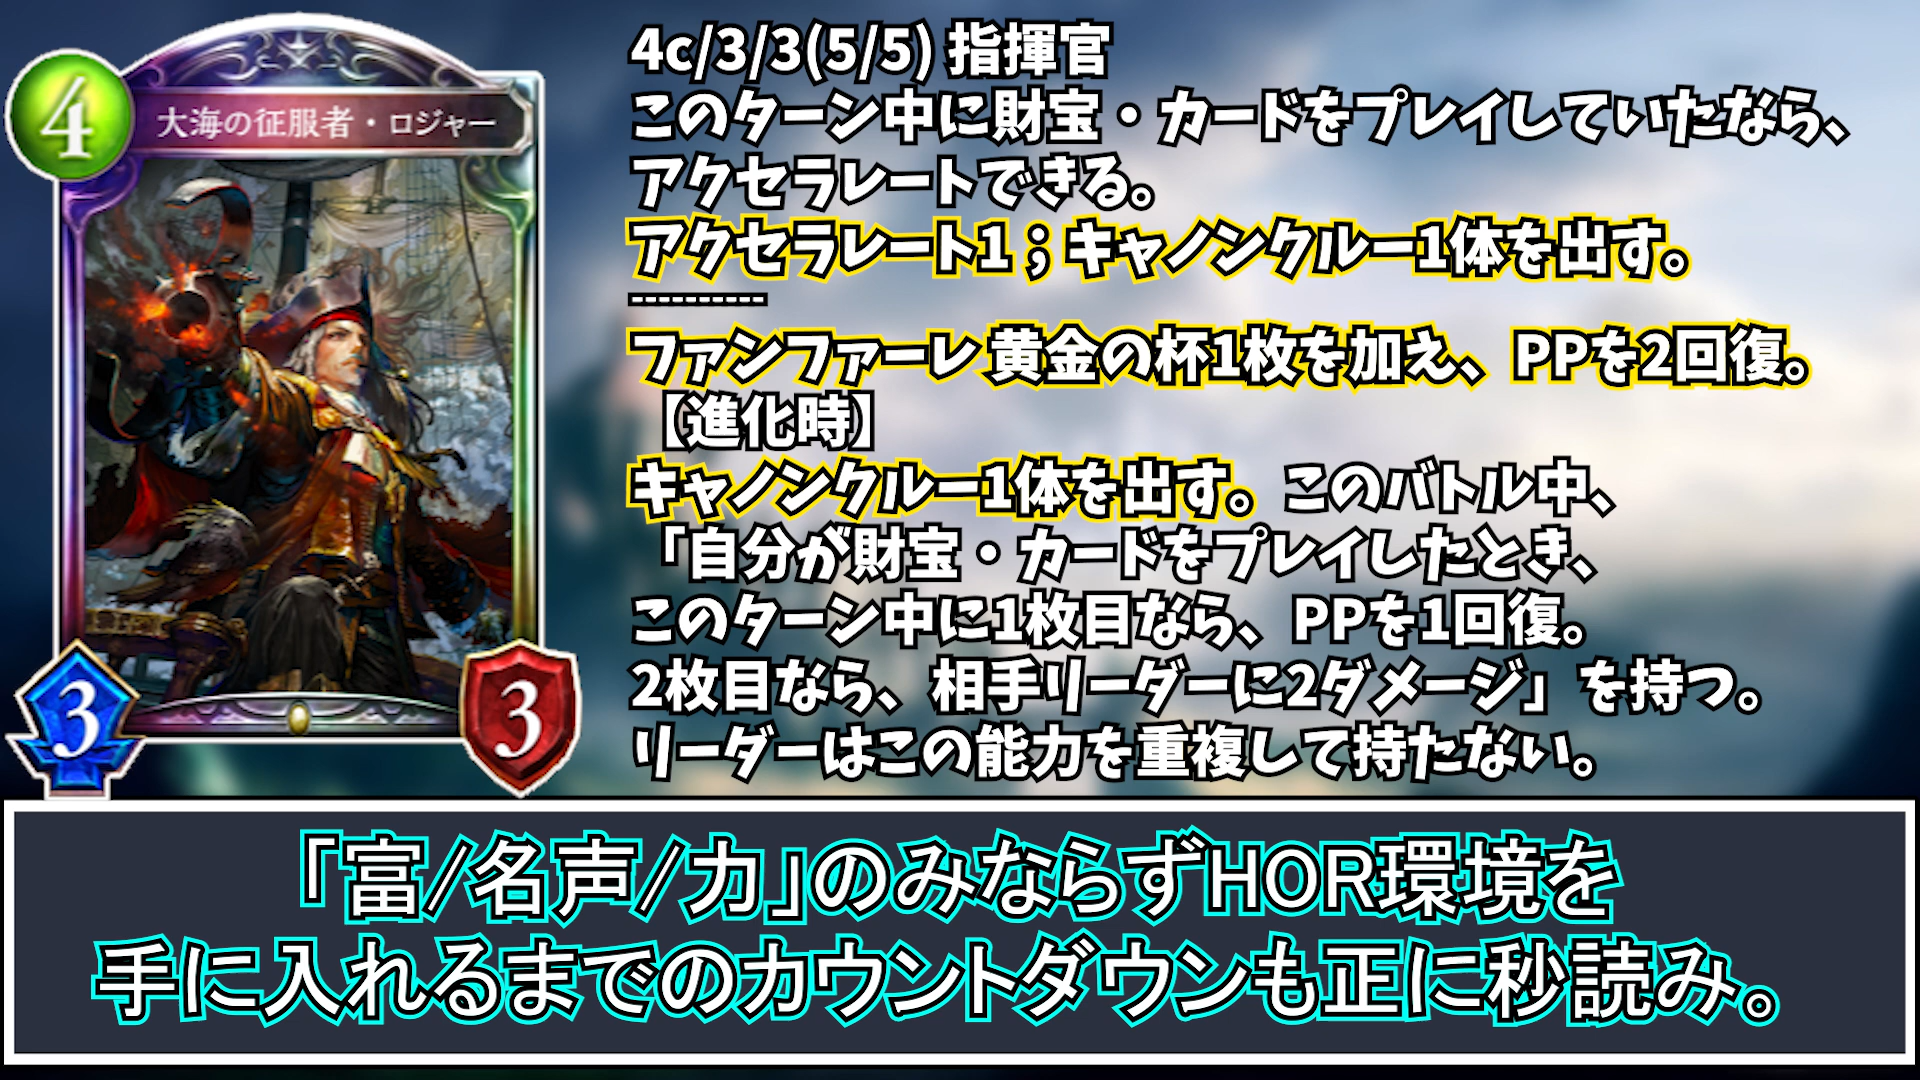 4
大海の征服者・ロジャー
3
3
4c/3/3(5/5) 指揮官
このターン中に財宝・カードをプレイしていたなら、
アクセラレートできる。
アクセラレート1；キャノンクルー1体を出す。
----------
ファンファーレ 黄金の杯1枚を加え、PPを2回復。
【進化時】
キャノンクルー1体を出す。このバトル中、
「自分が財宝・カードをプレイしたとき、
このターン中に1枚目なら、PPを1回復。
2枚目なら、相手リーダーに2ダメージ」を持つ。
リーダーはこの能力を重複して持たない。
「富/名声/力」のみならずHOR環境を
手に入れるまでのカウントダウンも正に秒読み。